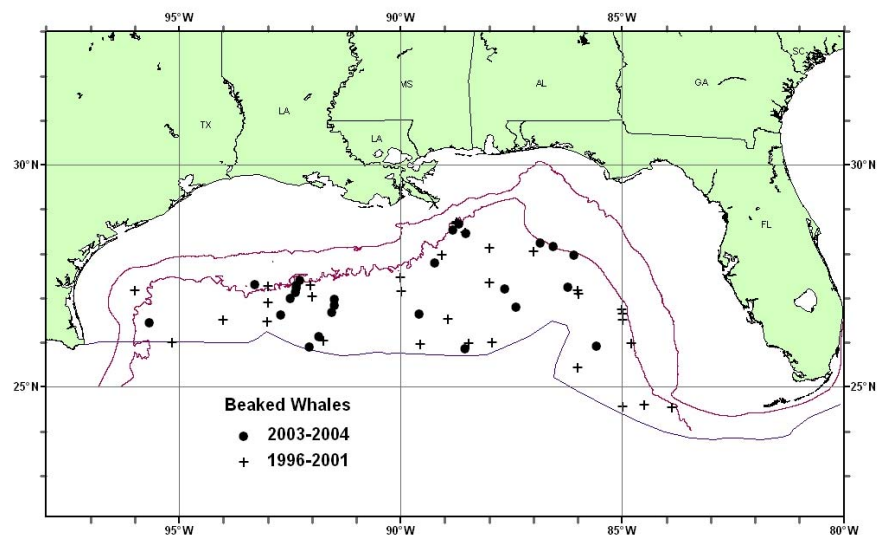 95°W 90°W 85°W
SC
MS AL GA
LA
TX
LA
30°N 30°N
FL
25°N 25°N
Beaked Whales
2003-2004
1996-2001
95°W 90°W 85°W 80°W